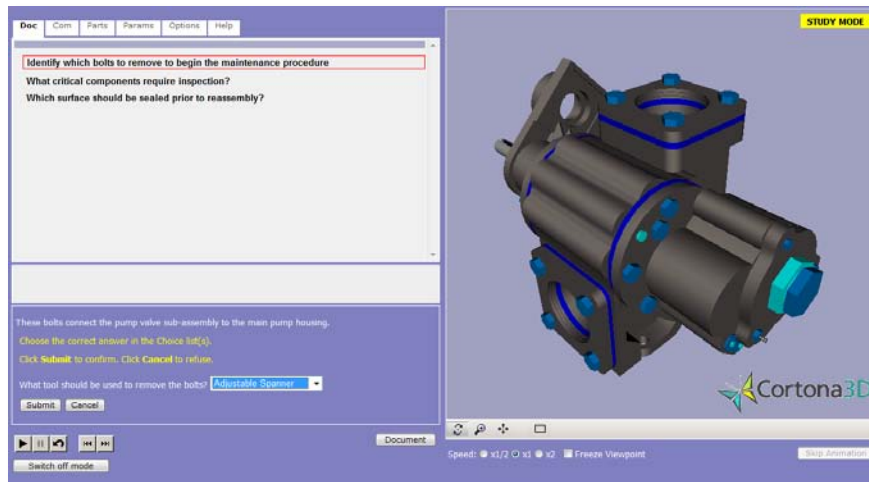 Doc Com Parts Params Options Help
STUDY MODE
Identify which bolts to remove to begin the maintenance procedure
What critical components require inspection?
Which surface should be sealed prior to reassembly?
These bolts connect the pump valve sub-assembly to the main pump housing.
Choose the correct answer in the Choice list(s).
Click Submit to confirm. Click Cancel to refuse.
What tool should be used to remove the bolts? Adjustable Spanner
Submit Cancel
Cortona3D
Document
Switch off mode
Speed: x1/2 x1 x2 Freeze Viewpoint Skip Animation